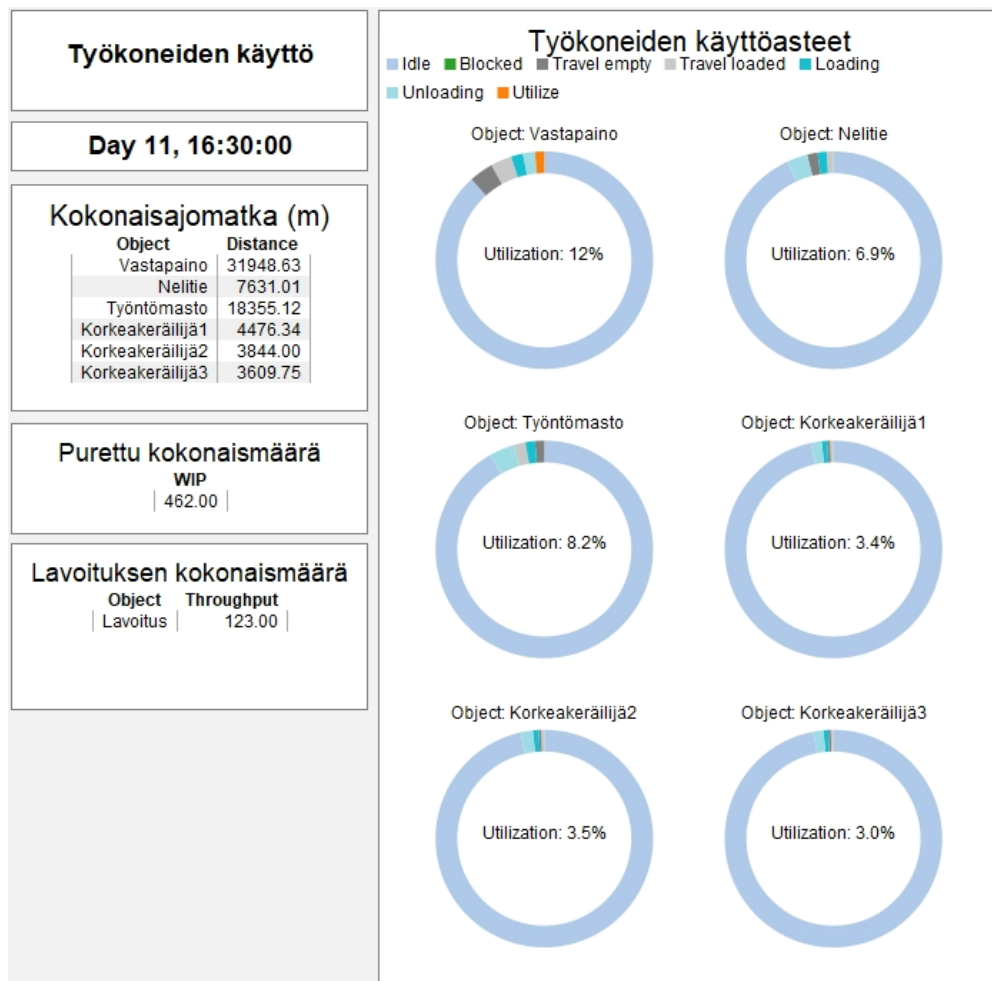 Työkoneiden käyttö
Day 11, 16:30:00
Kokonaisajomatka (m)
Object Distance
Vastapaino 31948.63
Nelitie 7631.01
Työntömasto 18355.12
Korkeakeräilijä1 4476.34
Korkeakeräilijä2 3844.00
Korkeakeräilijä3 3609.75
Purettu kokonaismäärä
WIP
462.00
Lavoituksen kokonaismäärä
Object Throughput
Lavoitus 123.00
Työkoneiden käyttöasteet
Idle Blocked Travel empty Travel loaded Loading
Unloading Utilize
Object: Vastapaino
Utilization: 12%
Object: Nelitie
Utilization: 6.9%
Object: Työntömasto
Utilization: 8.2%
Object: Korkeakeräilijä1
Utilization: 3.4%
Object: Korkeakeräilijä2
Utilization: 3.5%
Object: Korkeakeräilijä3
Utilization: 3.0%